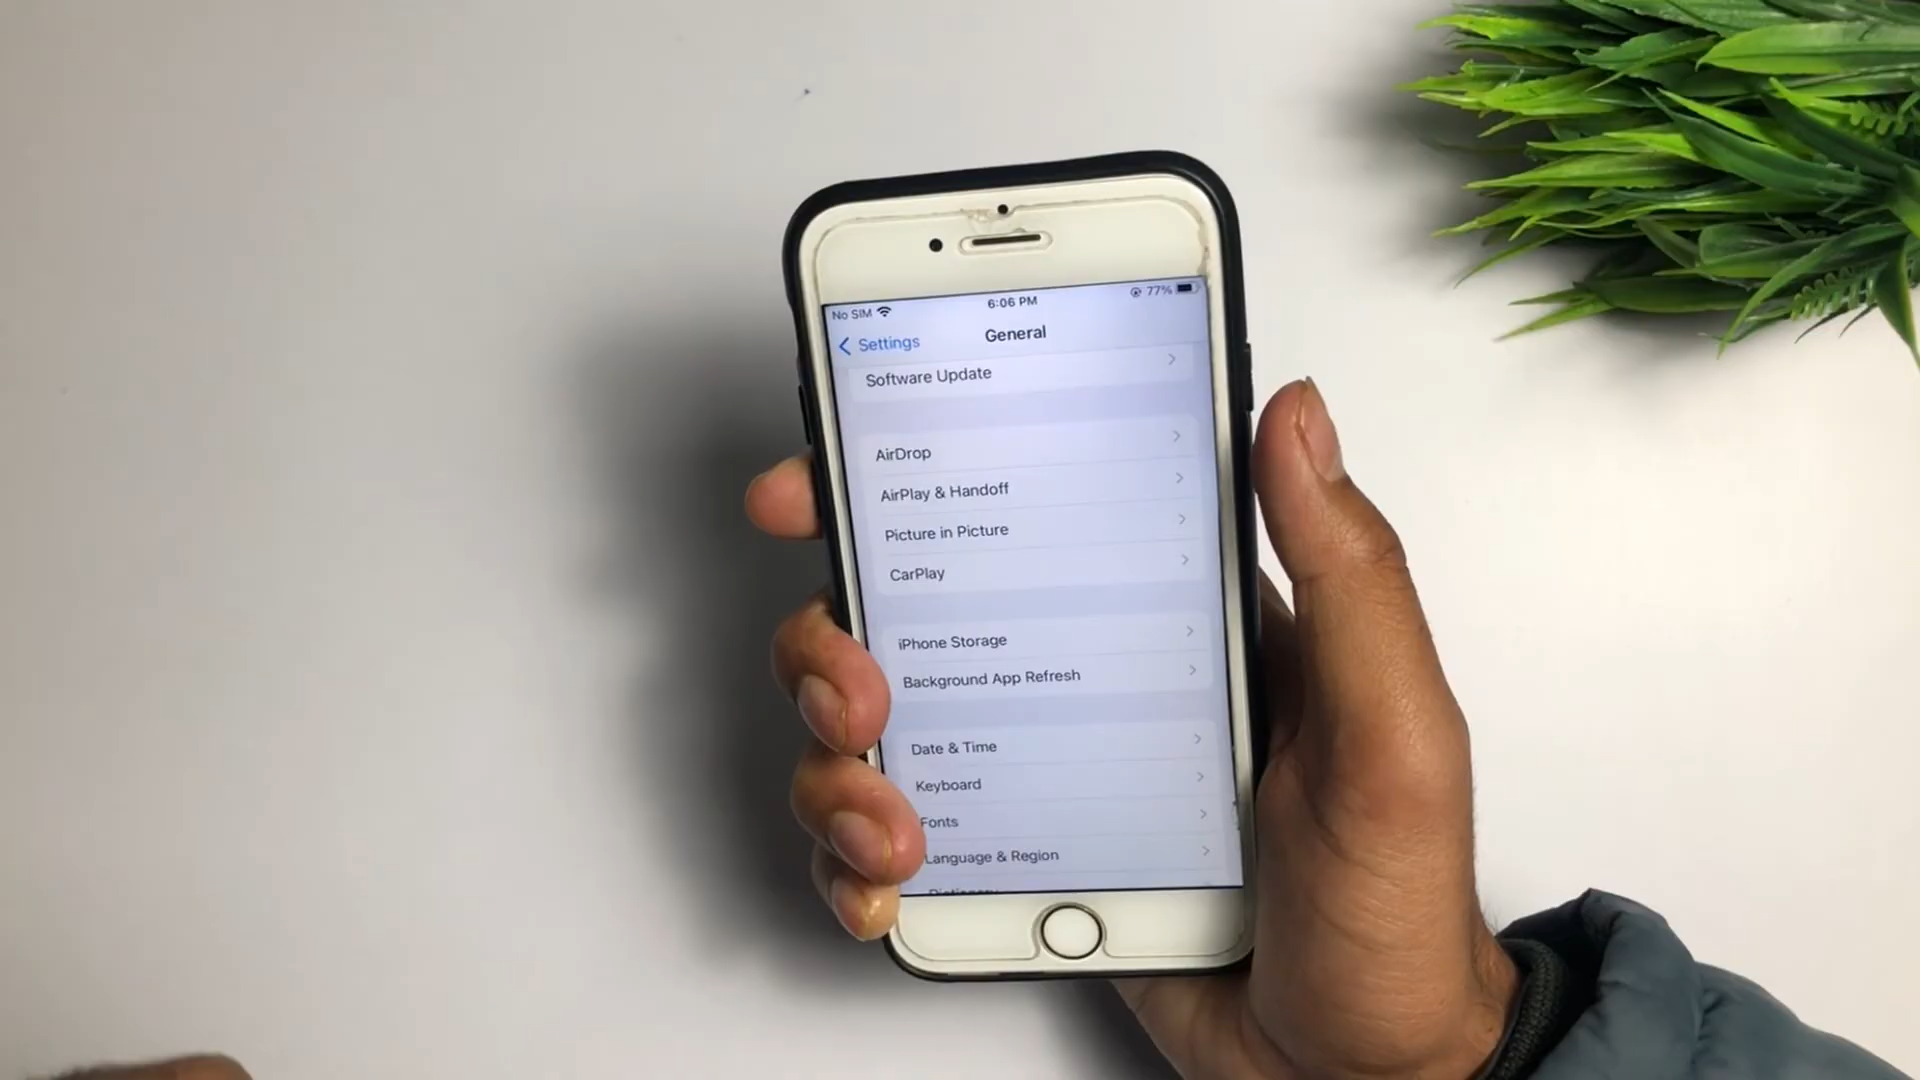 No SIM 6:06 PM 77%
Settings General
Software Update
AirDrop
AirPlay & Handoff
Picture in Picture
CarPlay
iPhone Storage
Background App Refresh
Date & Time
Keyboard
Fonts
Language & Region